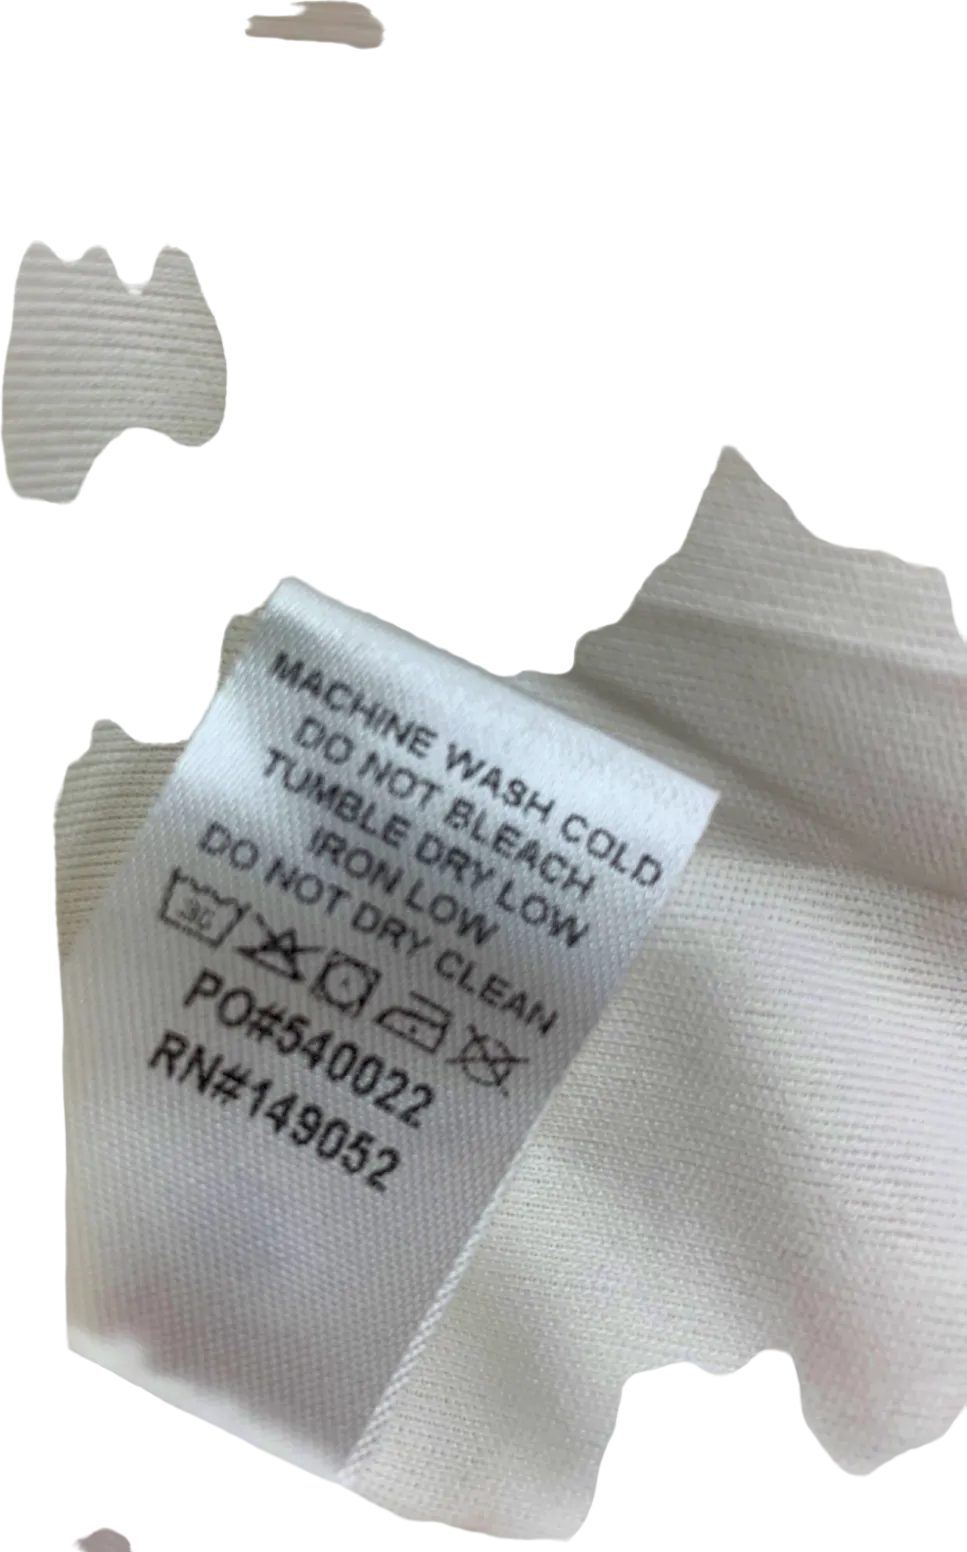 MACHINE WASH COLD
DO NOT BLEACH
TUMBLE DRY LOW
IRON LOW
DO NOT DRY CLEAN
30
PO#540022
RN#149052